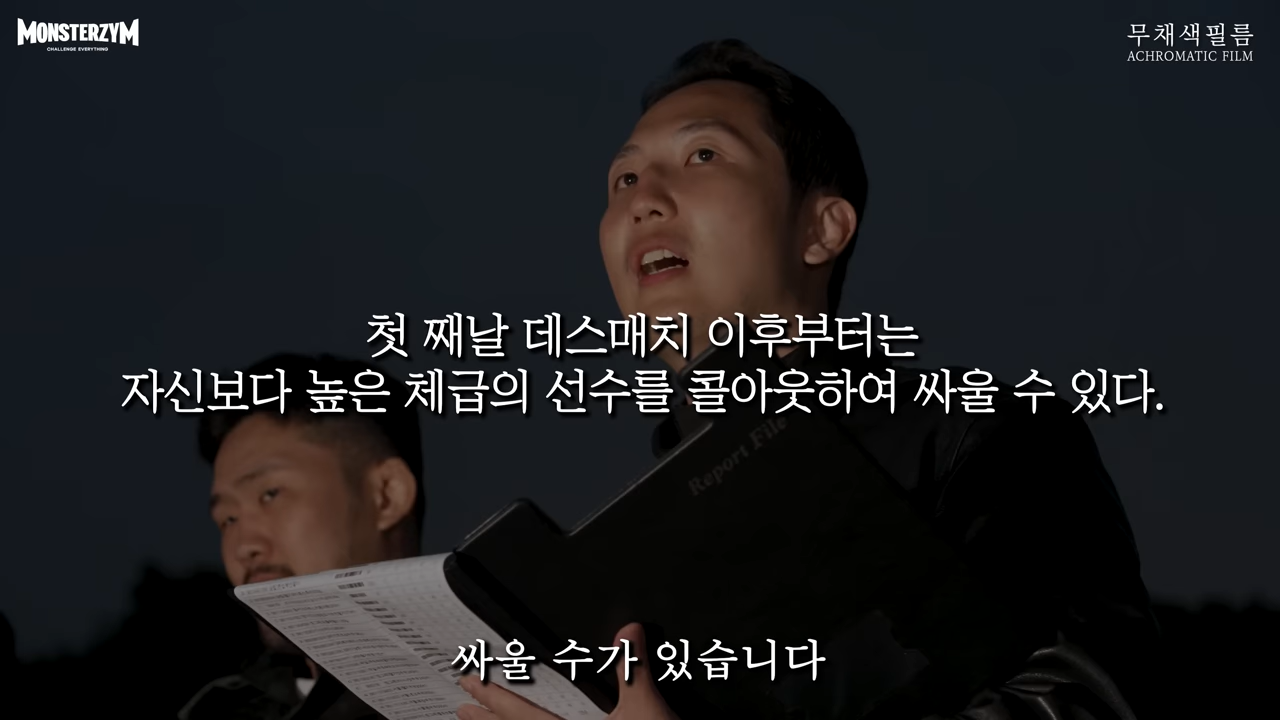 MONSTERZYM
CHALLENGE EVERYTHING
무채색필름
ACHROMATIC FILM
첫 째날 데스매치 이후부터는
자신보다 높은 체급의 선수를 콜아웃하여 싸울 수 있다.
Report File
싸울 수가 있습니다